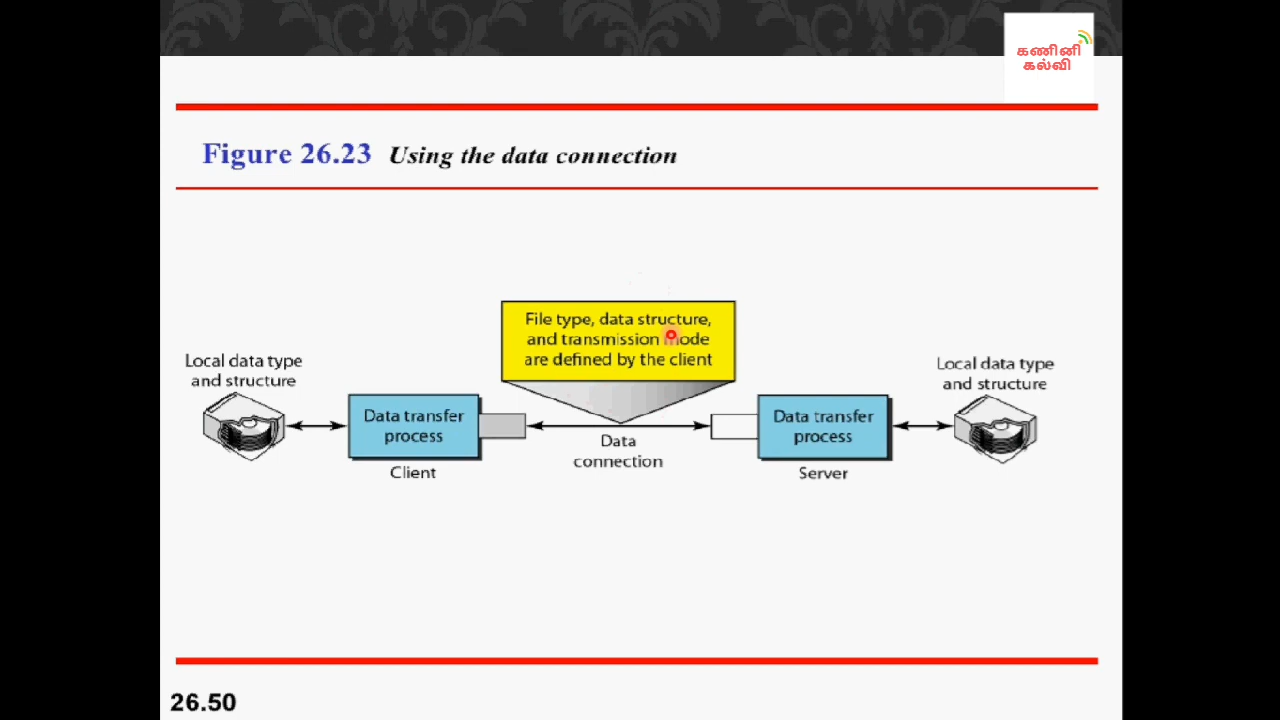 கணினி
கல்வி
Figure 26.23 Using the data connection
File type, data structure,
and transmission mode
are defined by the client
Local data type
and structure
Local data type
and structure
Data transfer
process
Data transfer
process
Data
connection
Client
Server
26.50